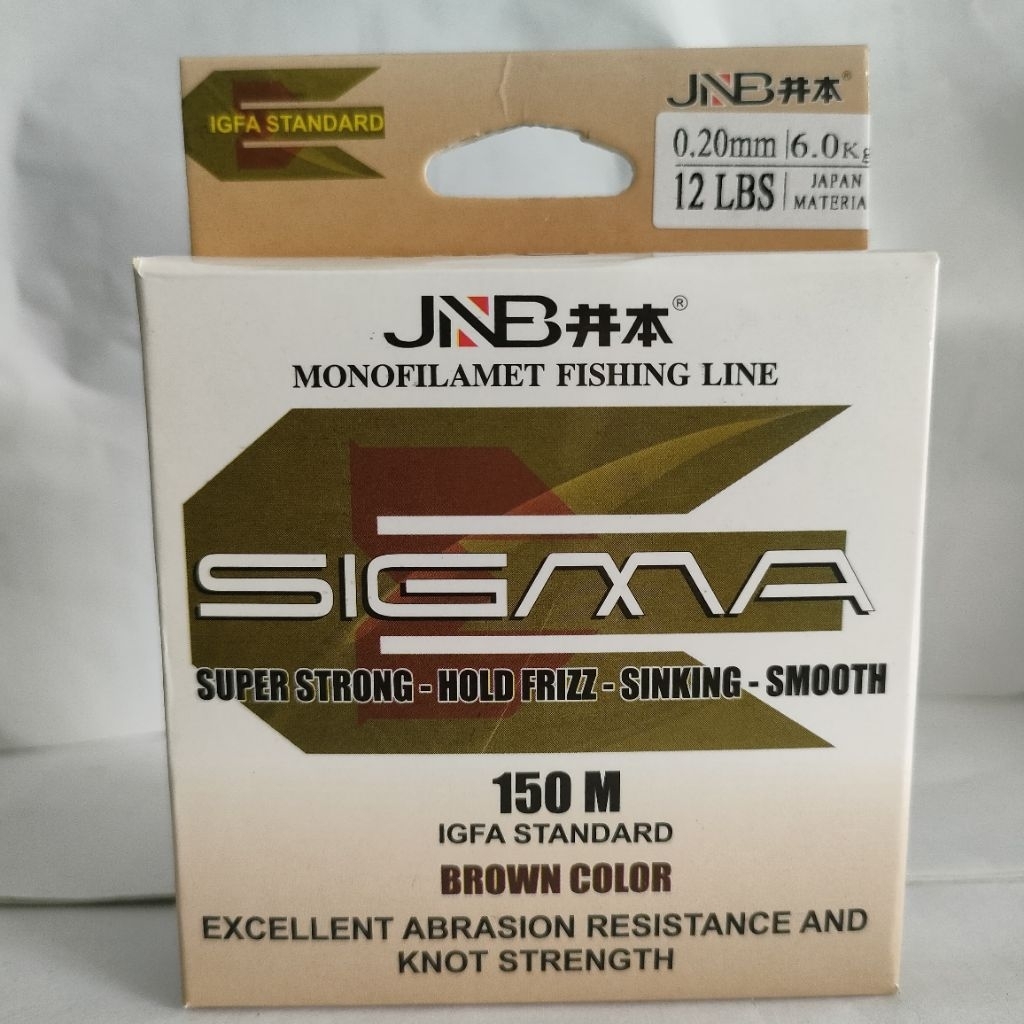 IGFA STANDARD
JNB井本®
0.20mm 6.0Kg
12 LBS JAPAN
MATERIA
JNB井本®
MONOFILAMET FISHING LINE
SIGMA
SUPER STRONG - HOLD FRIZZ - SINKING - SMOOTH
150 M
IGFA STANDARD
BROWN COLOR
EXCELLENT ABRASION RESISTANCE AND
KNOT STRENGTH